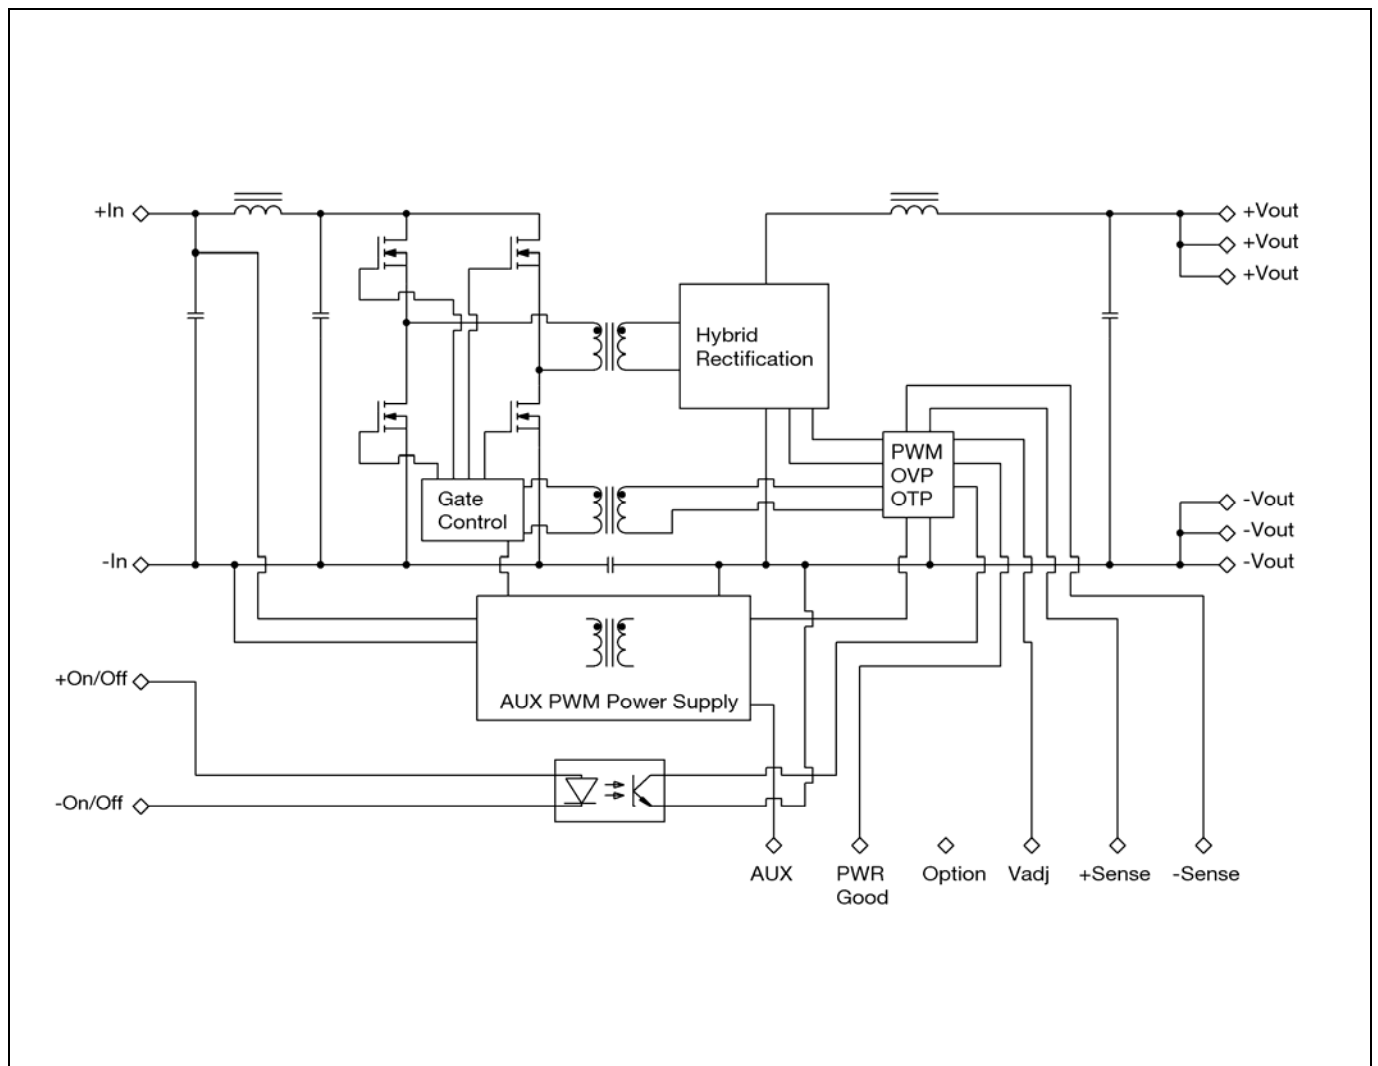 +In
+Vout
+Vout
+Vout
Hybrid
Rectification
PWM
OVP
OTP
Gate
Control
-Vout
-Vout
-In
-Vout
+On/Off
AUX PWM Power Supply
-On/Off
AUX
PWR
Good
Option
Vadj
+Sense
-Sense